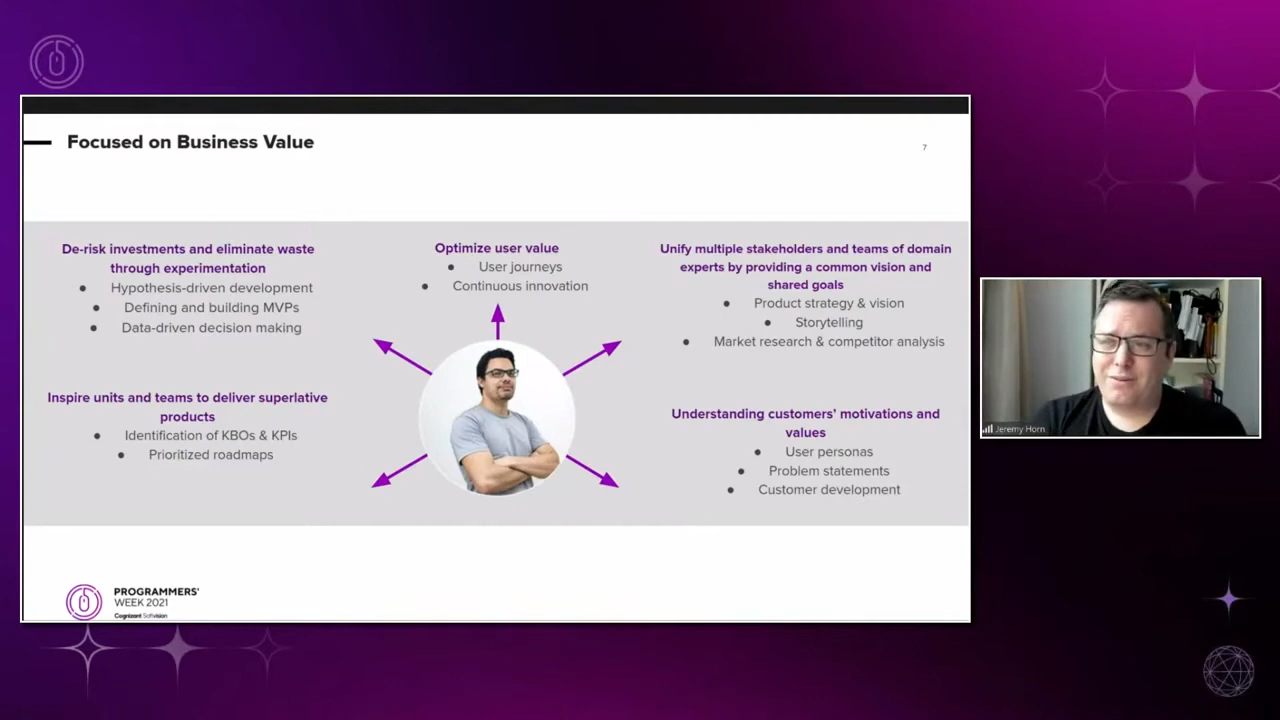 Focused on Business Value
7
De-risk investments and eliminate waste
through experimentation
● Hypothesis-driven development
● Defining and building MVPs
● Data-driven decision making
Inspire units and teams to deliver superlative
products
● Identification of KBOs & KPIs
● Prioritized roadmaps
Optimize user value
● User journeys
● Continuous innovation
Unify multiple stakeholders and teams of domain
experts by providing a common vision and
shared goals
● Product strategy & vision
● Storytelling
● Market research & competitor analysis
Understanding customers’ motivations and
values
● User personas
● Problem statements
● Customer development
Jeremy Horn
PROGRAMMERS'
WEEK 2021
Cognizant Softvision